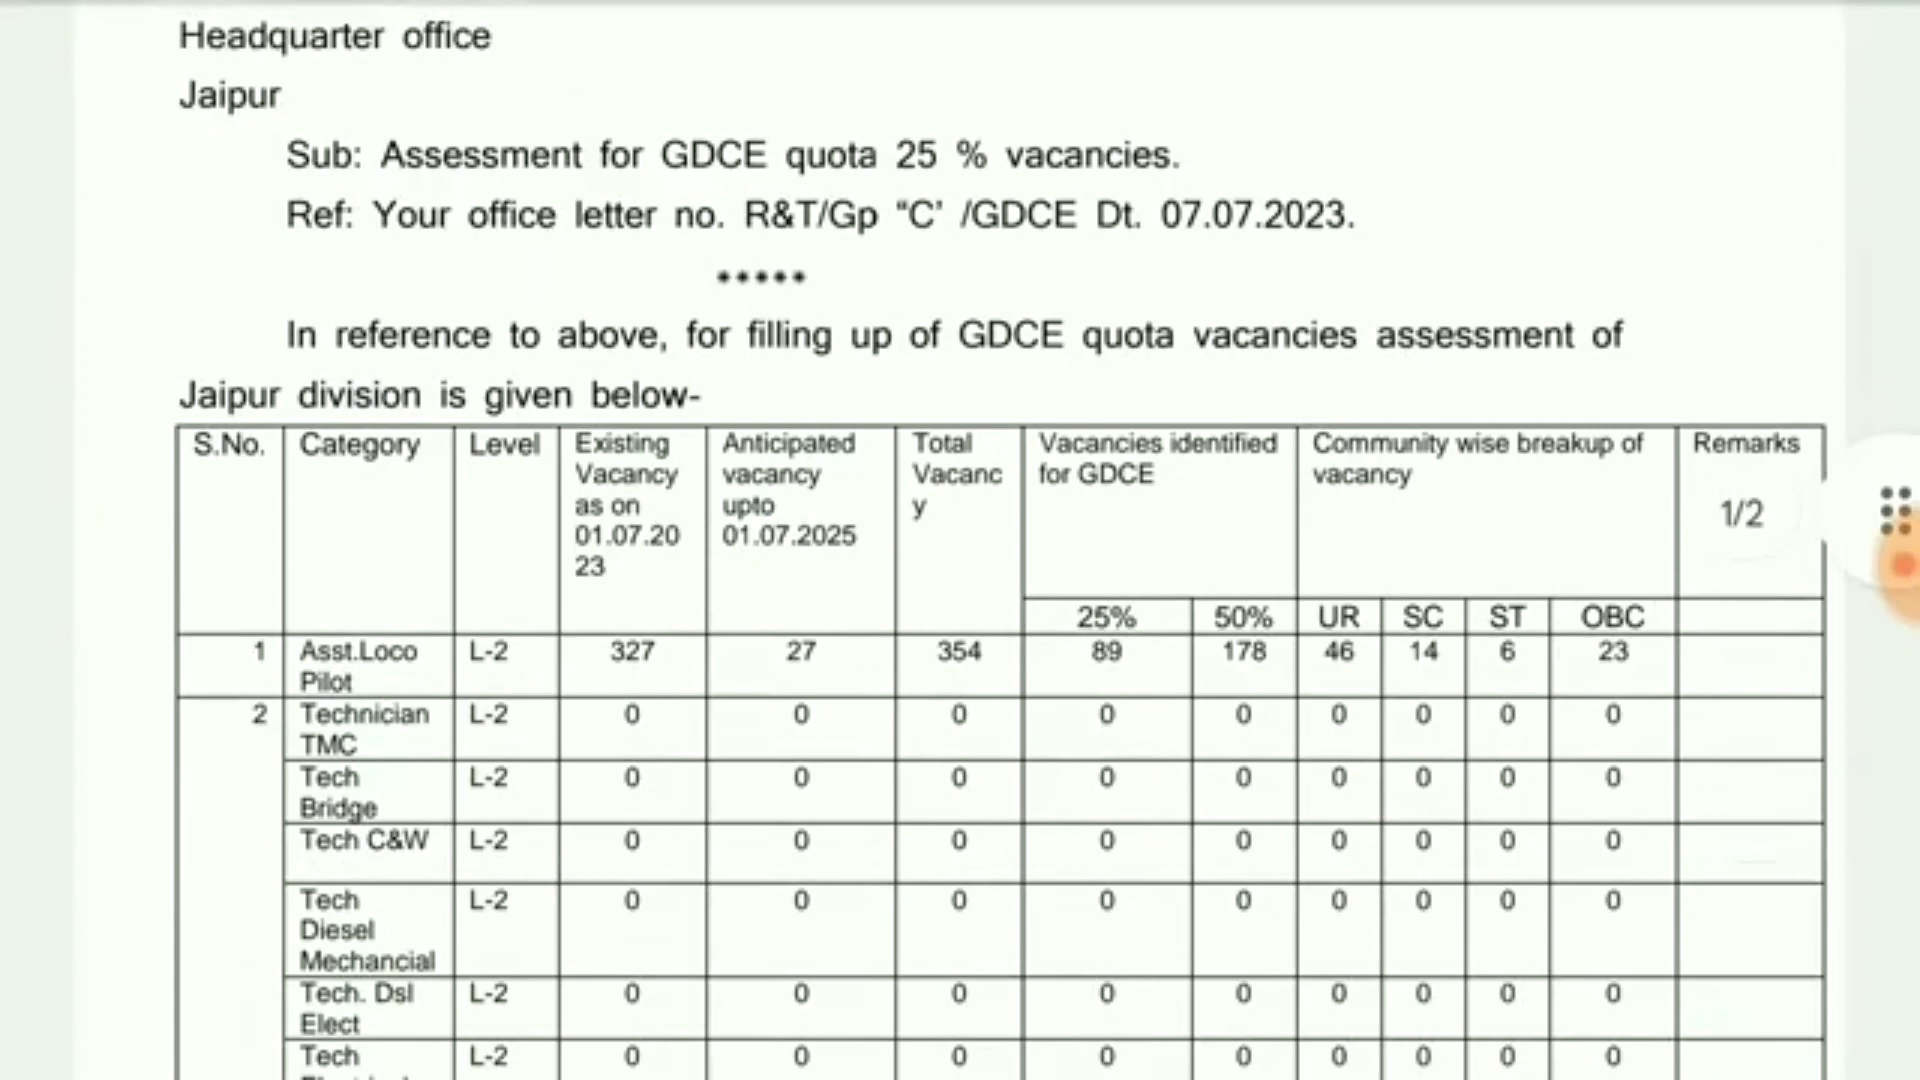 Headquarter office
Jaipur
Sub: Assessment for GDCE quota 25 % vacancies.
Ref: Your office letter no. R&T/Gp “C’ /GDCE Dt. 07.07.2023.
*****
In reference to above, for filling up of GDCE quota vacancies assessment of
Jaipur division is given below-
S.No. Category Level Existing Vacancy as on 01.07.20 23 Anticipated vacancy upto 01.07.2025 Total Vacanc y Vacancies identified for GDCE Community wise breakup of vacancy Remarks
1/2
25% 50% UR SC ST OBC
1 Asst.Loco Pilot L-2 327 27 354 89 178 46 14 6 23
2 Technician TMC L-2 0 0 0 0 0 0 0 0 0
Tech Bridge L-2 0 0 0 0 0 0 0 0 0
Tech C&W L-2 0 0 0 0 0 0 0 0 0
Tech Diesel Mechancial L-2 0 0 0 0 0 0 0 0 0
Tech. Dsl Elect L-2 0 0 0 0 0 0 0 0 0
Tech L-2 0 0 0 0 0 0 0 0 0